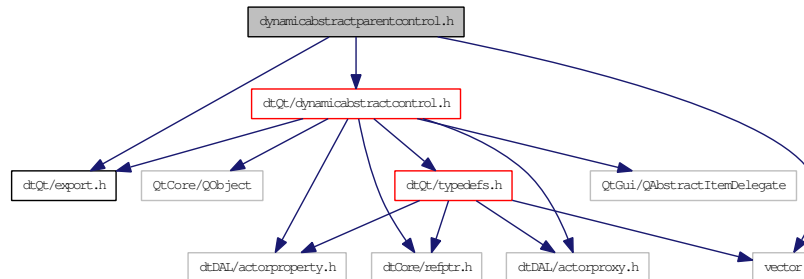 dynamicabstractparentcontrol.h
dtQt/dynamicabstractcontrol.h
dtQt/export.h
QtCore/QObject
dtQt/typedefs.h
QtGui/QAbstractItemDelegate
dtDAL/actorproperty.h
dtCore/refptr.h
dtDAL/actorproxy.h
vector